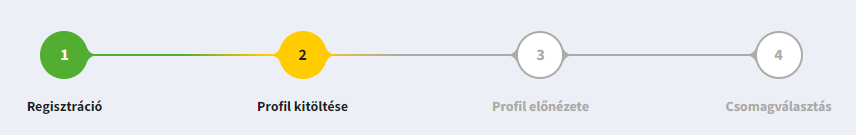 1 2 3 4
Regisztráció Profil kitöltése Profil előnézete Csomagválasztás